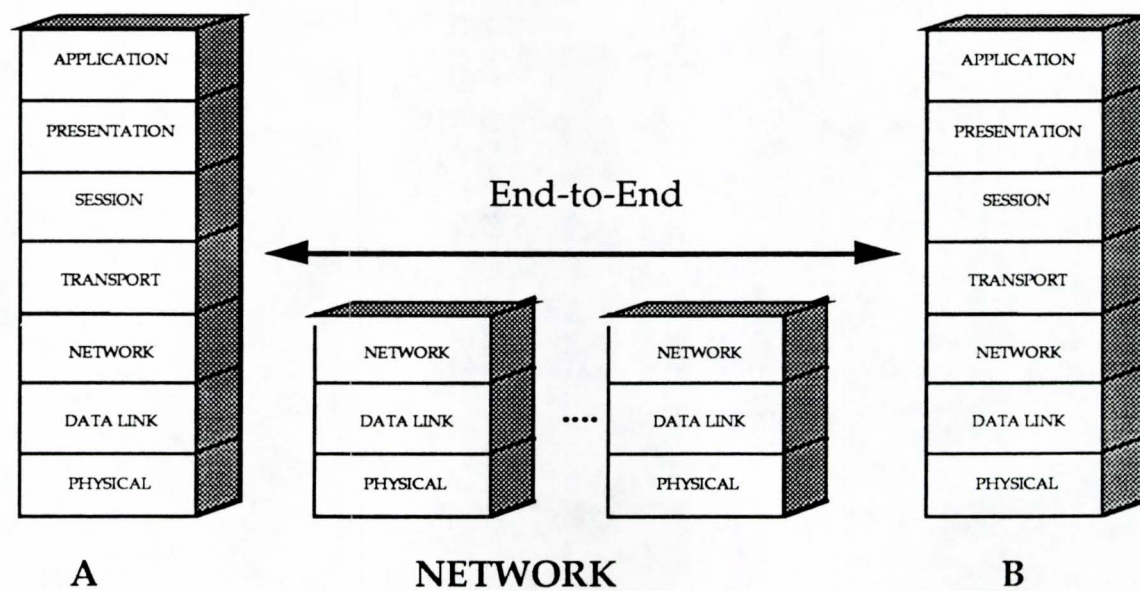 APPLICATION
PRESENTATION
SESSION
TRANSPORT
NETWORK
DATA LINK
PHYSICAL
A
End-to-End
NETWORK
DATA LINK
PHYSICAL
....
NETWORK
DATA LINK
PHYSICAL
NETWORK
APPLICATION
PRESENTATION
SESSION
TRANSPORT
NETWORK
DATA LINK
PHYSICAL
B